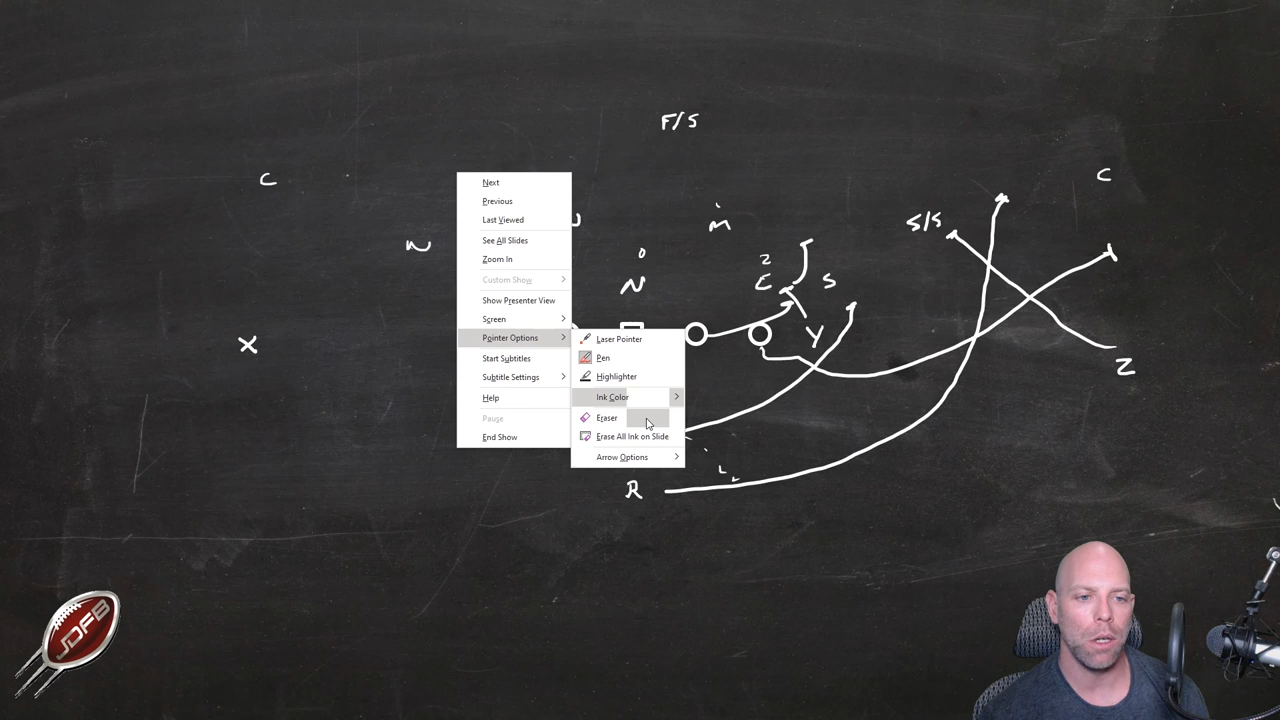 F/S
C
C
S/S
M
N
0
N
2
E
S
Y
X
Z
R
Next
Previous
Last Viewed
See All Slides
Zoom In
Custom Show
Show Presenter View
Screen
Pointer Options
Start Subtitles
Subtitle Settings
Help
Pause
End Show
Laser Pointer
Pen
Highlighter
Ink Color
Eraser
Erase All Ink on Slide
Arrow Options
JDFB